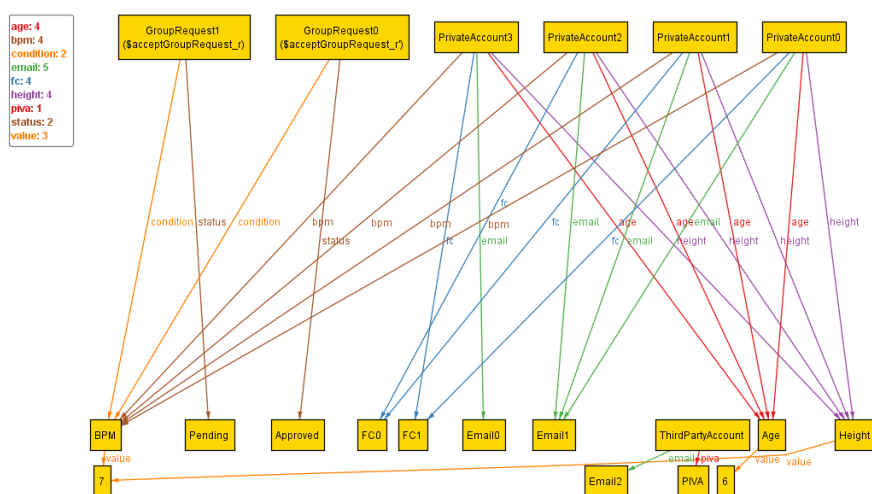 age: 4
bpm: 4
condition: 2
email: 5
fc: 4
height: 4
piva: 1
status: 2
value: 3
GroupRequest1
($acceptGroupRequest_r)
GroupRequest0
($acceptGroupRequest_r')
PrivateAccount3
PrivateAccount2
PrivateAccount1
PrivateAccount0
fc
condition
status
condition
bpm
bpm
bpm
bpm
email
fc
age
age
email
age
age
height
status
fc
email
fc
email
height
height
height
BPM
Pending
Approved
FC0
FC1
Email0
Email1
ThirdPartyAccount
Age
Height
value
email
piva
value
value
7
Email2
PIVA
6